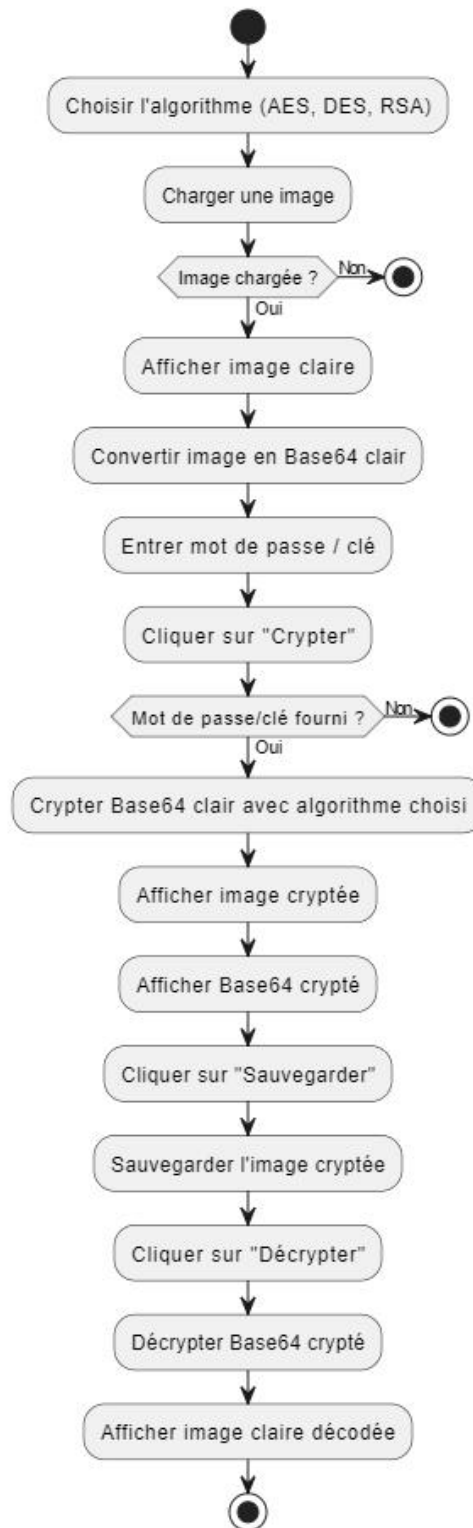 Choisir l'algorithme (AES, DES, RSA)
Charger une image
Image chargée ?
Non
Oui
Afficher image claire
Convertir image en Base64 clair
Entrer mot de passe / clé
Cliquer sur "Crypter"
Mot de passe/clé fourni ?
Non
Oui
Crypter Base64 clair avec algorithme choisi
Afficher image cryptée
Afficher Base64 crypté
Cliquer sur "Sauvegarder"
Sauvegarder l'image cryptée
Cliquer sur "Décrypter"
Décrypter Base64 crypté
Afficher image claire décodée